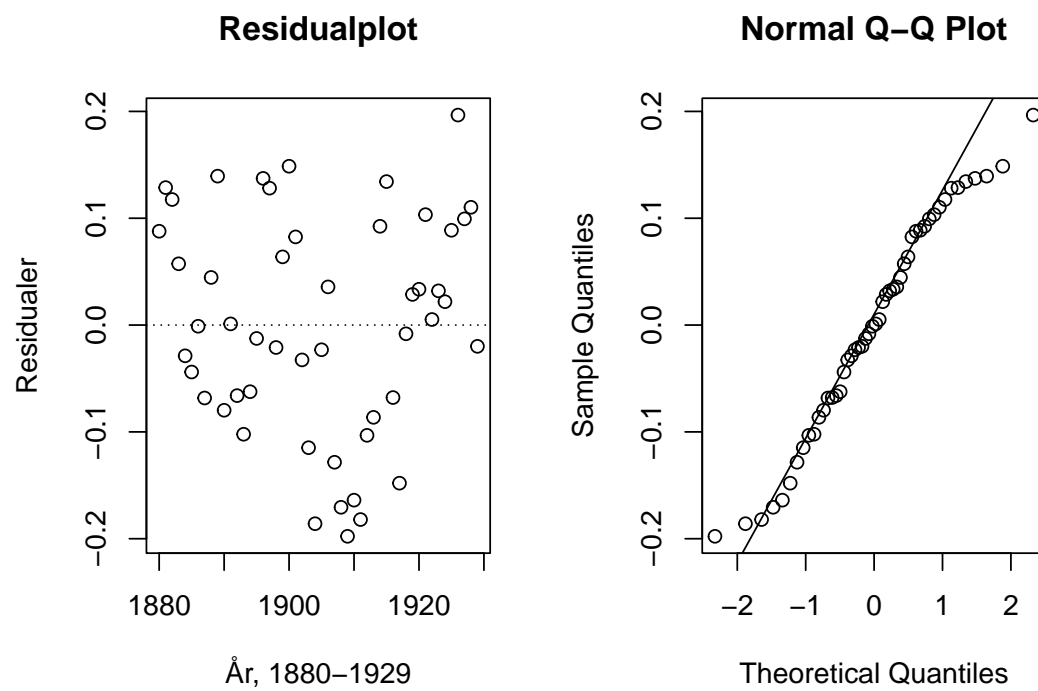 Residualplot
Residualer
0.2
0.1
0.0
−0.1
−0.2
1880 1900 1920
År, 1880−1929
Normal Q−Q Plot
Sample Quantiles
0.2
0.1
0.0
−0.1
−0.2
−2 −1 0 1 2
Theoretical Quantiles